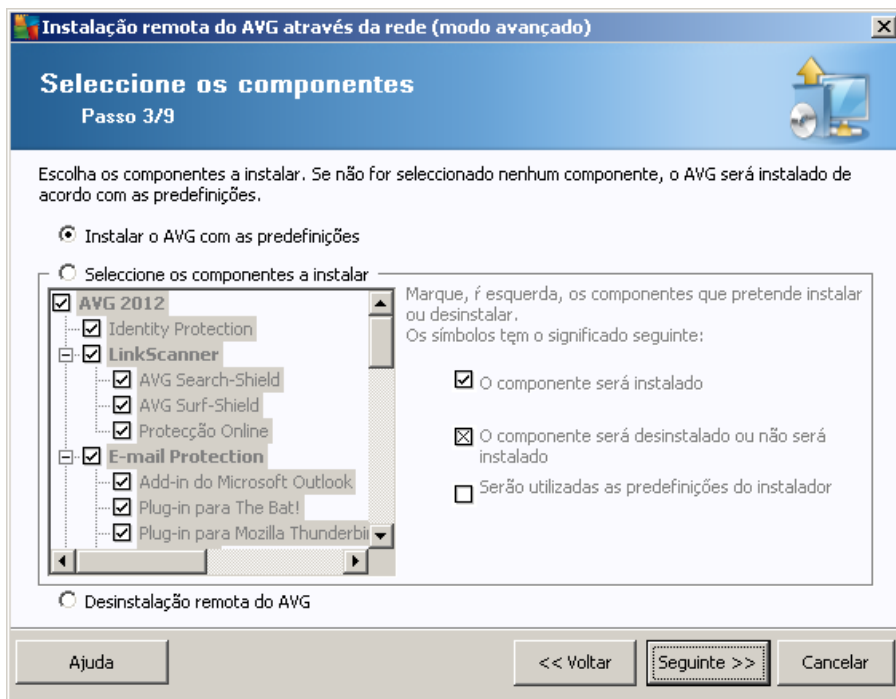 Instalação remota do AVG através da rede (modo avançado)
Seleccione os componentes
Passo 3/9
Escolha os componentes a instalar. Se não for seleccionado nenhum componente, o AVG será instalado de
acordo com as predefinições.
Instalar o AVG com as predefinições
Seleccione os componentes a instalar
AVG 2012
Identity Protection
LinkScanner
AVG Search-Shield
AVG Surf-Shield
Protecção Online
E-mail Protection
Add-in do Microsoft Outlook
Plug-in para The Bat!
Plug-in para Mozilla Thunderbi
Marque, ŕ esquerda, os componentes que pretende instalar
ou desinstalar.
Os símbolos tęm o significado seguinte:
O componente será instalado
O componente será desinstalado ou não será
instalado
Serão utilizadas as predefinições do instalador
Desinstalação remota do AVG
Ajuda
<< Voltar
Seguinte >>
Cancelar